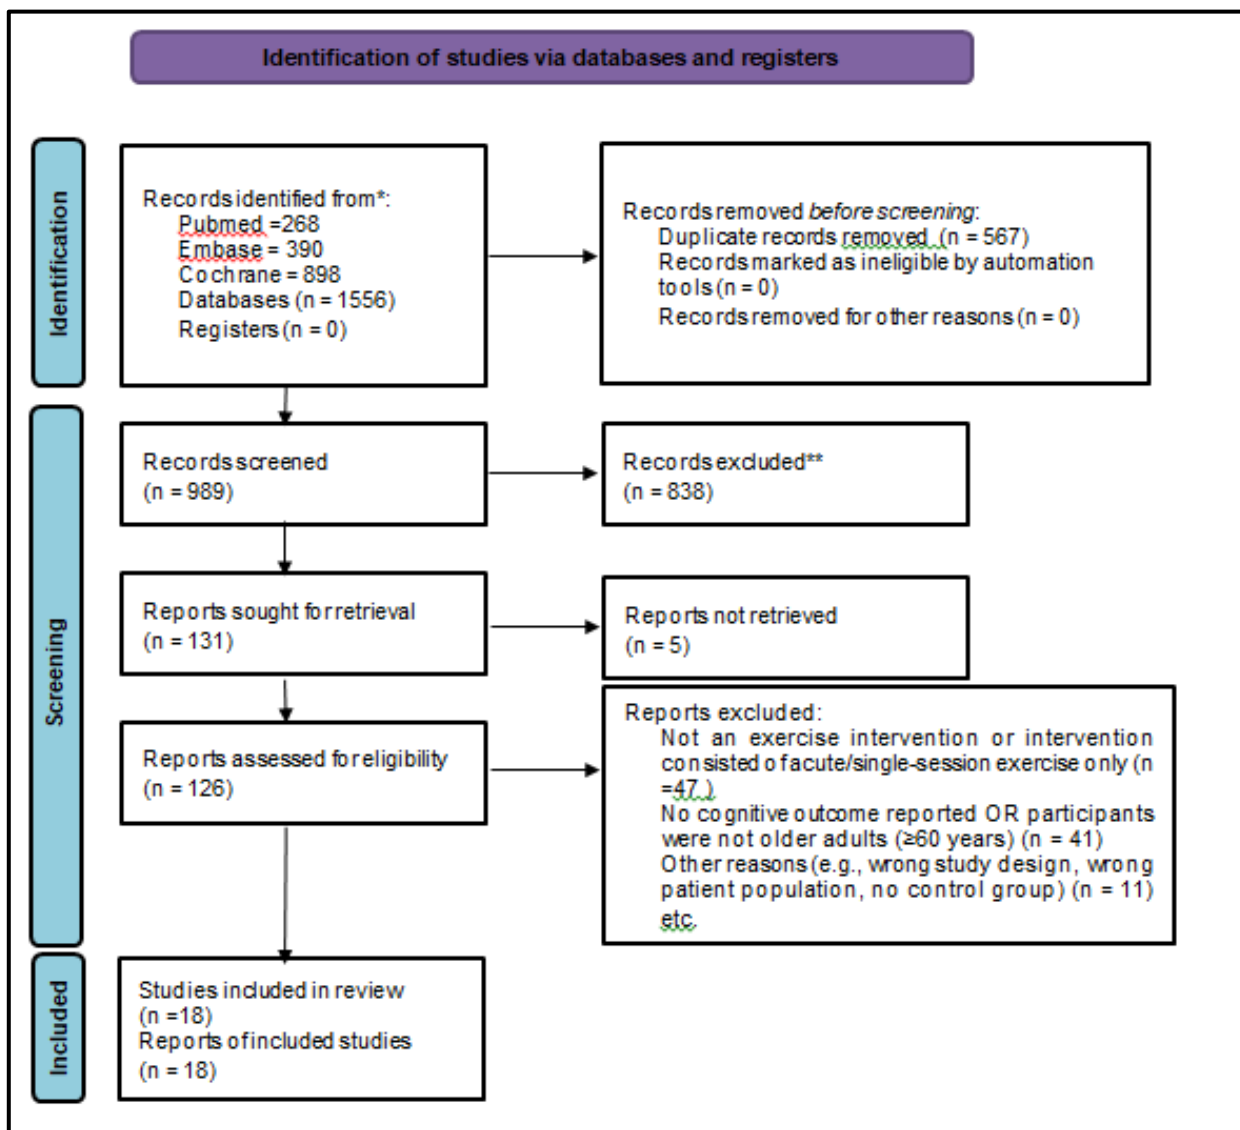 Identification of studies via databases and registers
Identification
Records identified from*:
Pubmed =268
Embase = 390
Cochrane = 898
Databases (n = 1556)
Registers (n = 0)
Records removed before screening:
Duplicate records removed (n = 567)
Records marked as ineligible by automation
tools (n = 0)
Records removed for other reasons (n = 0)
Screening
Records screened
(n = 989)
Records excluded**
(n = 838)
Reports sought for retrieval
(n = 131)
Reports not retrieved
(n = 5)
Reports assessed for eligibility
(n = 126)
Reports excluded:
Not an exercise intervention or intervention
consisted of acute/single-session exercise only (n
=47 )
No cognitive outcome reported OR participants
were not older adults (≥60 years) (n = 41)
Other reasons (e.g., wrong study design, wrong
patient population, no control group) (n = 11)
etc.
Included
Studies included in review
(n =18)
Reports of included studies
(n = 18)